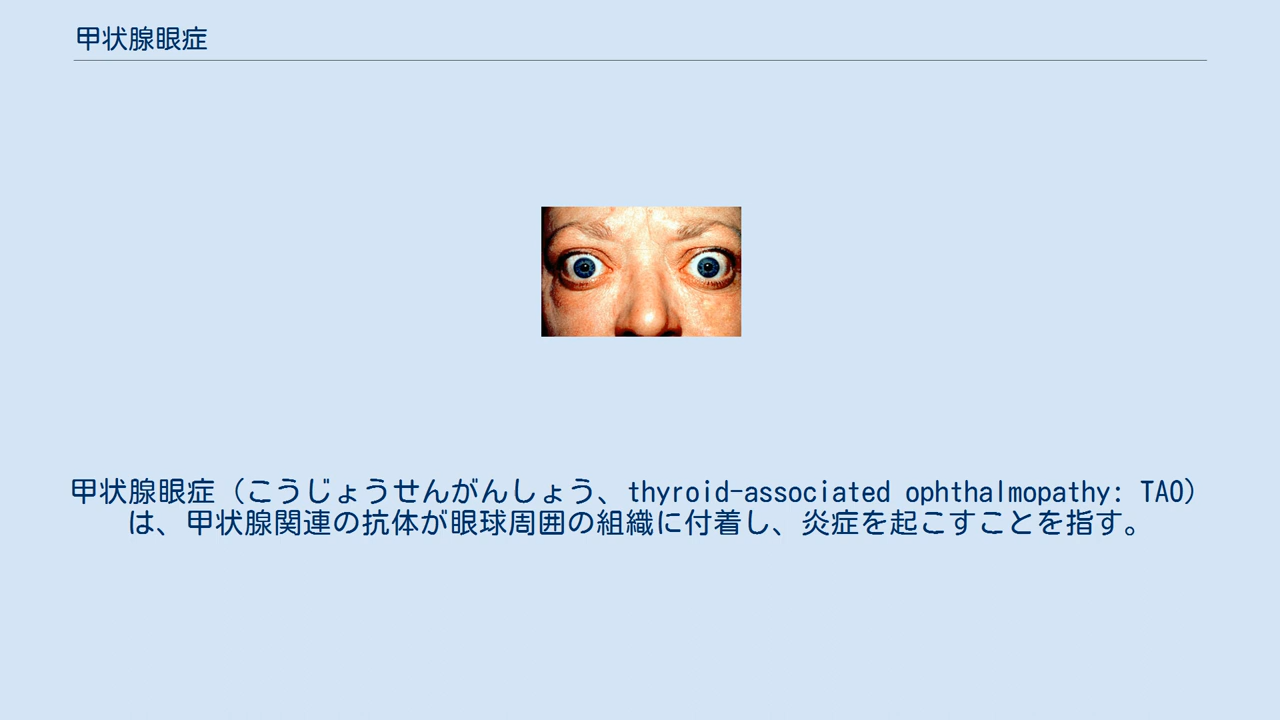 甲状腺眼症
甲状腺眼症（こうじょうせんがんしょう、thyroid-associated ophthalmopathy: TAO）
は、甲状腺関連の抗体が眼球周囲の組織に付着し、炎症を起こすことを指す。